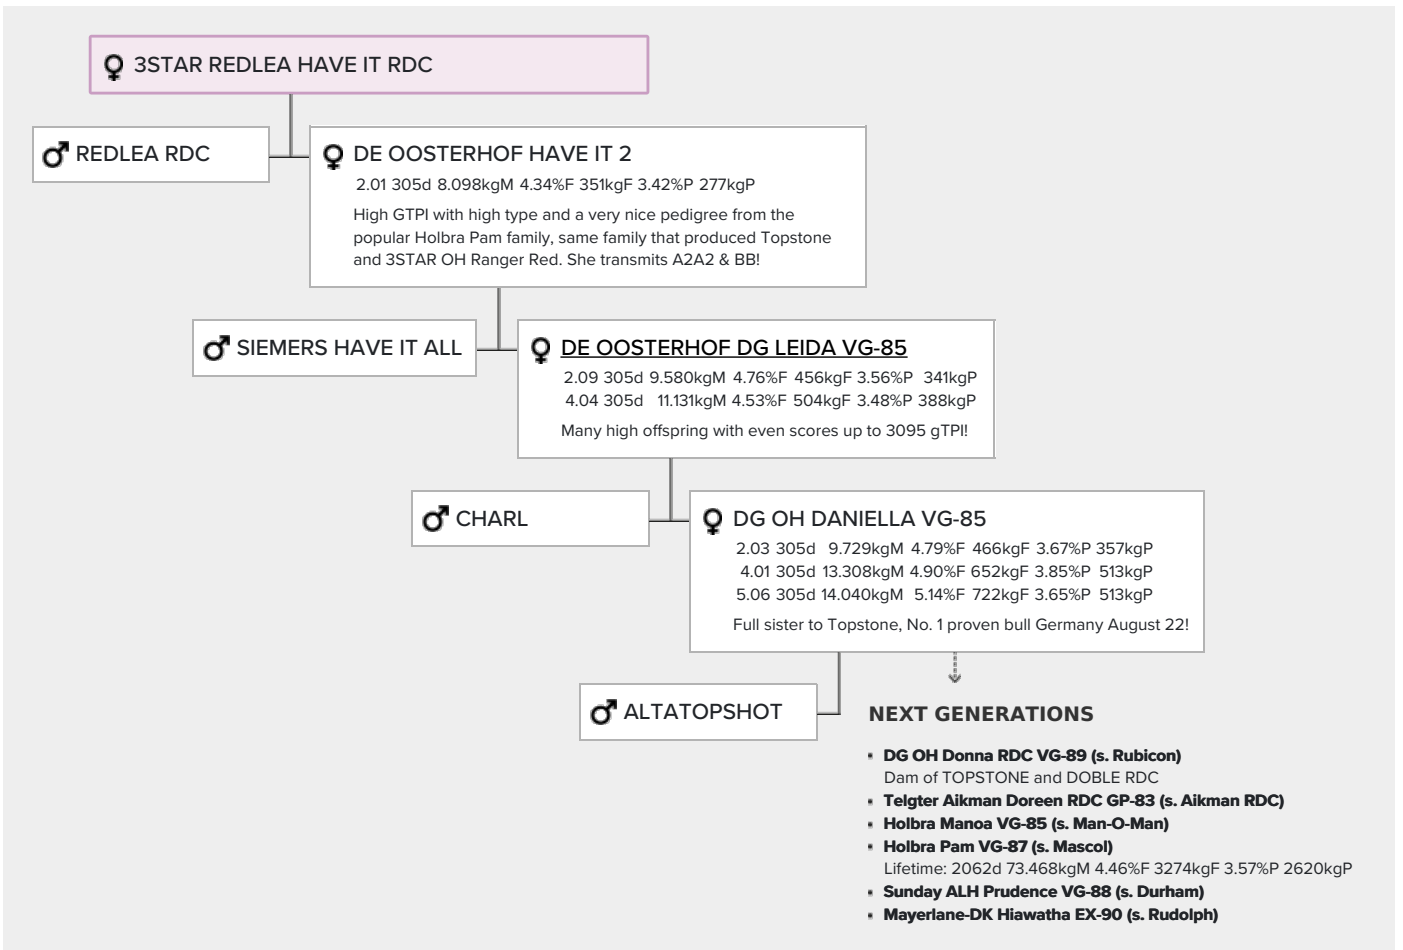 3STAR REDLEA HAVE IT RDC
REDLEA RDC
DE OOSTERHOF HAVE IT 2
2.01 305d 8.098kgM 4.34%F 351kgF 3.42%P 277kgP
High GTPI with high type and a very nice pedigree from the
popular Holbra Pam family, same family that produced Topstone
and 3STAR OH Ranger Red. She transmits A2A2 & BB!
SIEMERS HAVE IT ALL
DE OOSTERHOF DG LEIDA VG-85
2.09 305d 9.580kgM 4.76%F 456kgF 3.56%P 341kgP
4.04 305d 11.131kgM 4.53%F 504kgF 3.48%P 388kgP
Many high offspring with even scores up to 3095 gTPI!
CHARL
DG OH DANIELLA VG-85
2.03 305d 9.729kgM 4.79%F 466kgF 3.67%P 357kgP
4.01 305d 13.308kgM 4.90%F 652kgF 3.85%P 513kgP
5.06 305d 14.040kgM 5.14%F 722kgF 3.65%P 513kgP
Full sister to Topstone, No. 1 proven bull Germany August 22!
ALTATOPSHOT
NEXT GENERATIONS
▪ DG OH Donna RDC VG-89 (s. Rubicon)
Dam of TOPSTONE and DOBLE RDC
▪ Telgter Aikman Doreen RDC GP-83 (s. Aikman RDC)
▪ Holbra Manoa VG-85 (s. Man-O-Man)
▪ Holbra Pam VG-87 (s. Mascol)
Lifetime: 2062d 73.468kgM 4.46%F 3274kgF 3.57%P 2620kgP
▪ Sunday ALH Prudence VG-88 (s. Durham)
▪ Mayerlane-DK Hiawatha EX-90 (s. Rudolph)